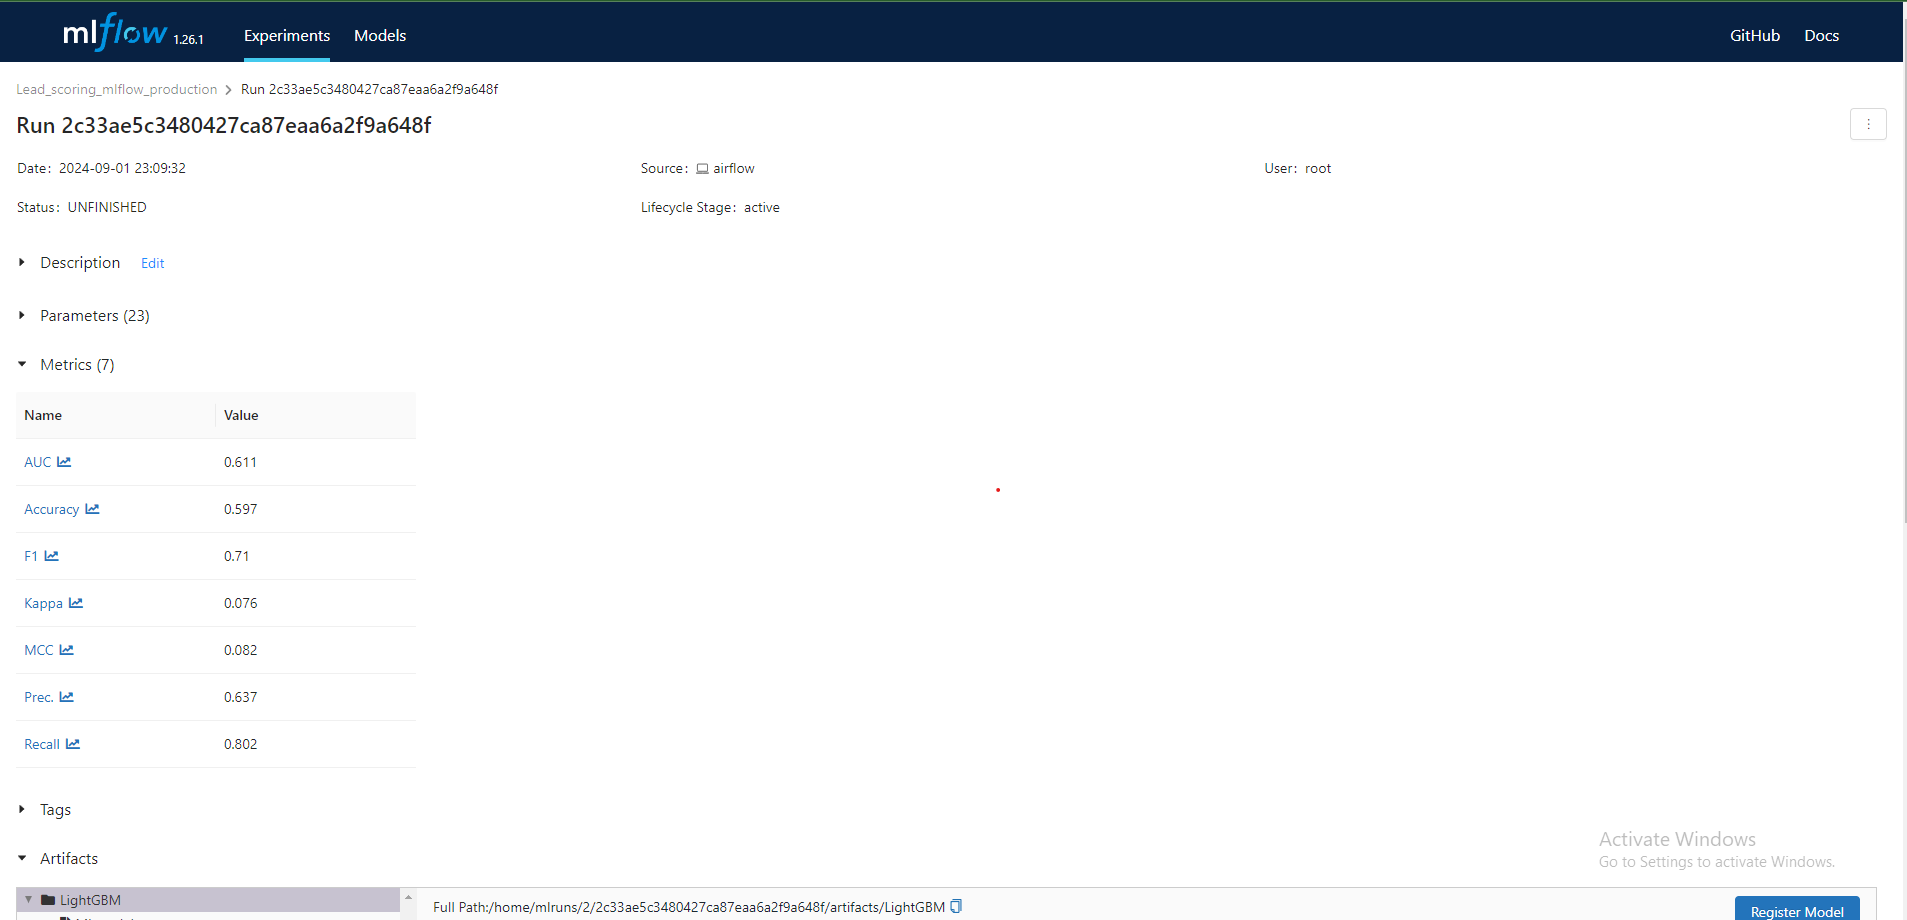 mlflow 1.26.1 Experiments Models GitHub Docs
Lead_scoring_mlflow_production > Run 2c33ae5c3480427ca87eaa6a2f9a648f
Run 2c33ae5c3480427ca87eaa6a2f9a648f
Date: 2024-09-01 23:09:32 Source: airflow User: root
Status: UNFINISHED Lifecycle Stage: active
Description Edit
Parameters (23)
Metrics (7)
Name Value
AUC 0.611
Accuracy 0.597
F1 0.71
Kappa 0.076
MCC 0.082
Prec. 0.637
Recall 0.802
Tags
Activate Windows
Go to Settings to activate Windows.
Artifacts
LightGBM
Full Path:/home/mlruns/2/2c33ae5c3480427ca87eaa6a2f9a648f/artifacts/LightGBM
Register Model